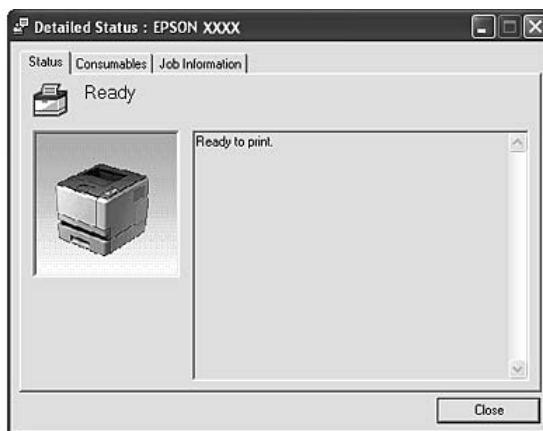 Detailed Status : EPSON XXXX
Status Consumables Job Information
Ready
Ready to print.
Close